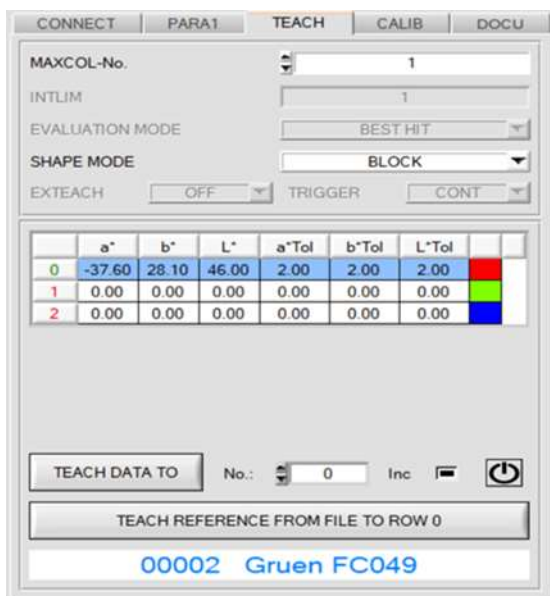 CONNECT PARA1 TEACH CALIB DOCU
MAXCOL-No. 1
INTLIM 1
EVALUATION MODE BEST HIT
SHAPE MODE BLOCK
EXTEACH OFF TRIGGER CONT
a* b* L* a*Tol b*Tol L*Tol
0 -37.60 28.10 46.00 2.00 2.00 2.00
1 0.00 0.00 0.00 0.00 0.00 0.00
2 0.00 0.00 0.00 0.00 0.00 0.00
TEACH DATA TO No.: 0 Inc
TEACH REFERENCE FROM FILE TO ROW 0
00002 Gruen FC049